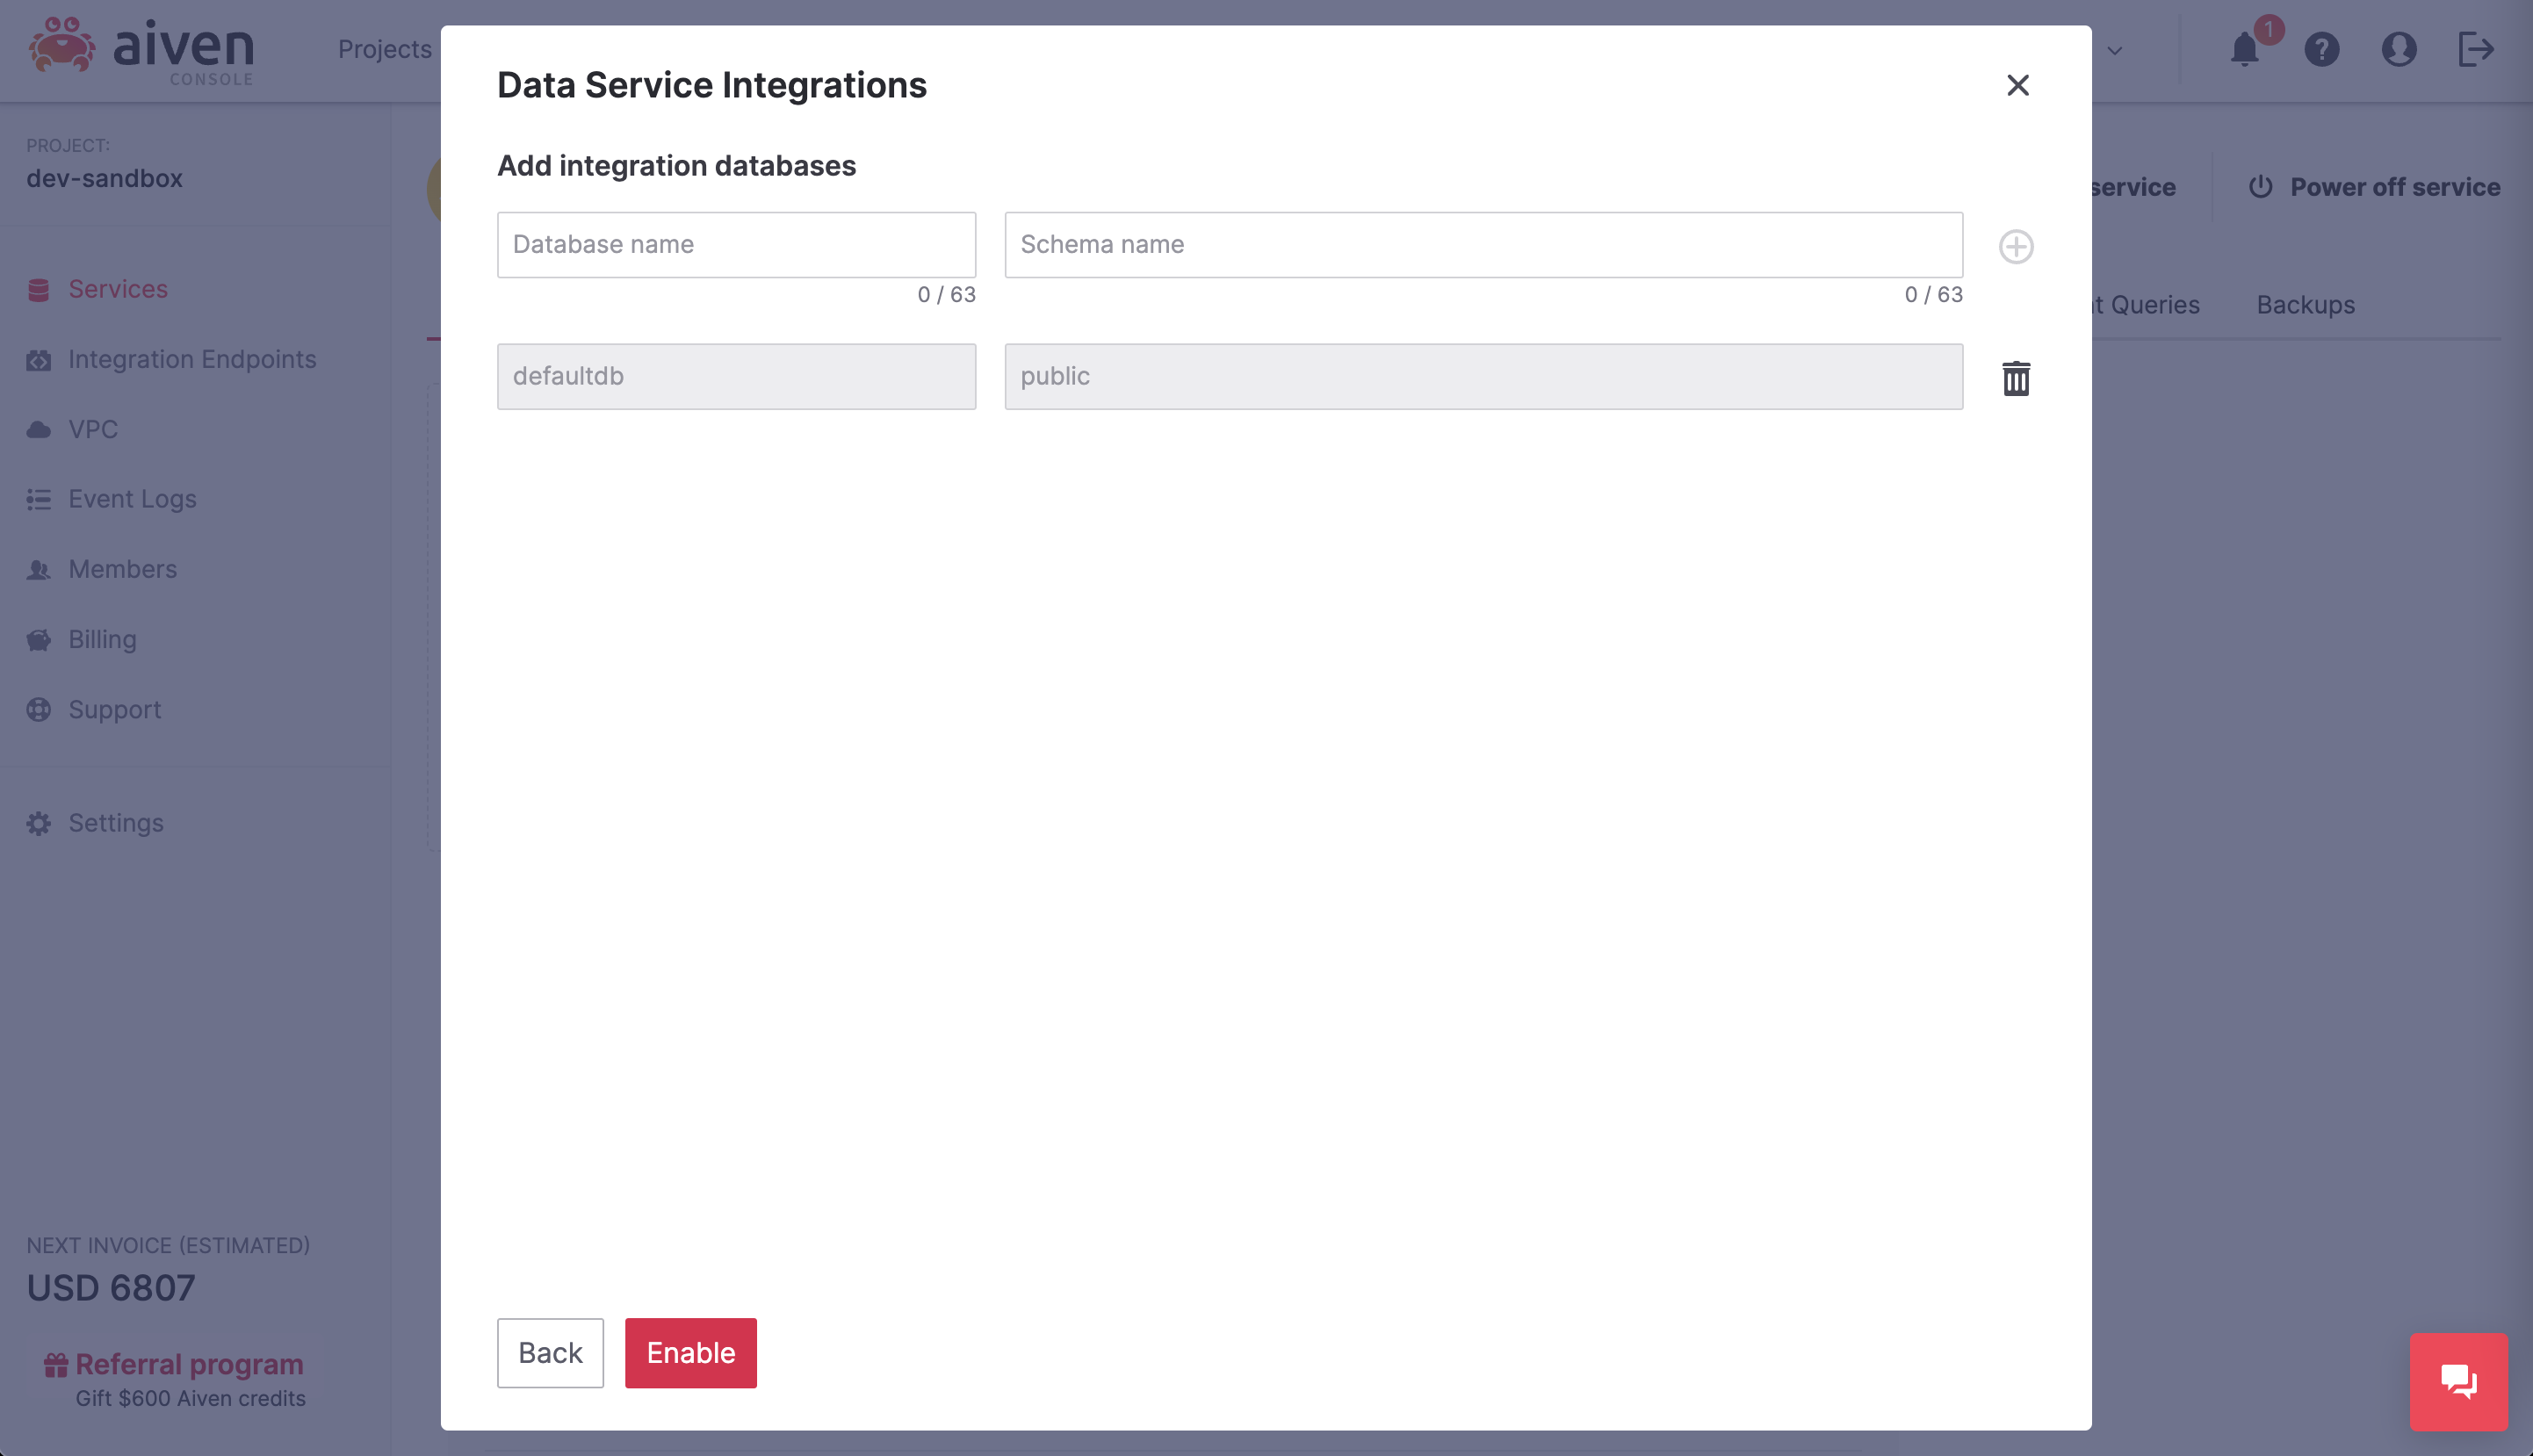 aiven
CONSOLE
Projects
1
PROJECT:
dev-sandbox
Services
Integration Endpoints
VPC
Event Logs
Members
Billing
Support
Settings
NEXT INVOICE (ESTIMATED)
USD 6807
Referral program
Gift $600 Aiven credits
Data Service Integrations
Add integration databases
Database name
Schema name
0 / 63
0 / 63
defaultdb
public
Back
Enable
service
Power off service
Queries
Backups